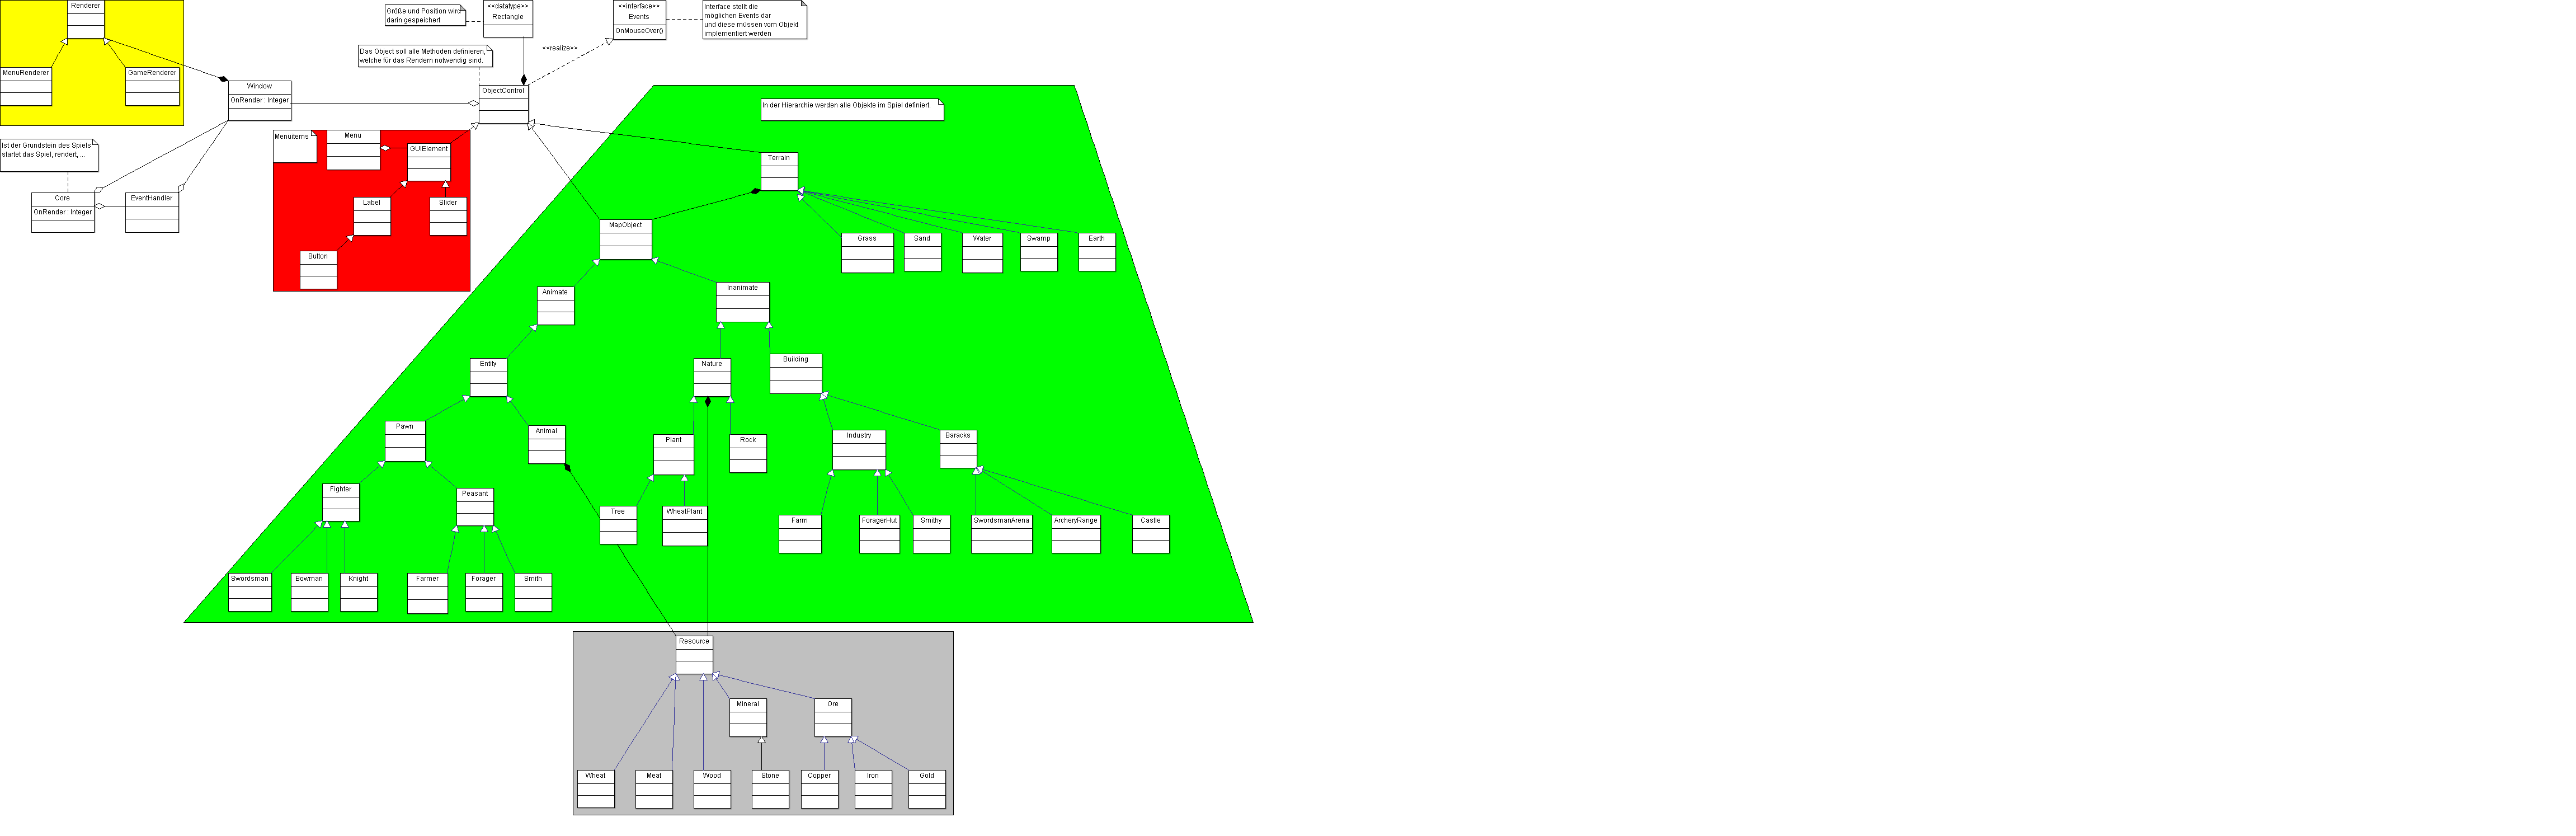 Renderer
MenuRenderer
GameRenderer
Größe und Position wird
darin gespeichert
<<datatype>>
Rectangle
<<interface>>
Events
OnMouseOver()
Interface stellt die
möglichen Events dar
und diese müssen vom Objekt
implementiert werden
<<realize>>
Das Object soll alle Methoden definieren,
welche für das Rendern notwendig sind.
Window
OnRender : Integer
ObjectControl
In der Hierarchie werden alle Objekte im Spiel definiert.
Ist der Grundstein des Spiels
startet das Spiel, rendert, ...
Core
OnRender : Integer
EventHandler
Menüitems
Menu
GUIElement
Label
Slider
Button
Terrain
MapObject
Grass
Sand
Water
Swamp
Earth
Animate
Inanimate
Entity
Nature
Building
Pawn
Animal
Plant
Rock
Industry
Baracks
Fighter
Peasant
Tree
WheatPlant
Farm
ForagerHut
Smithy
SwordsmanArena
ArcheryRange
Castle
Swordsman
Bowman
Knight
Farmer
Forager
Smith
Resource
Mineral
Ore
Wheat
Meat
Wood
Stone
Copper
Iron
Gold